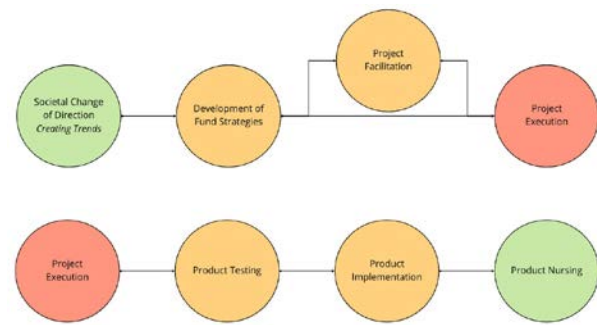 Project
Facilitation
Societal Change
of Direction
Creating Trends
Development of
Fund Strategies
Project
Execution
Project
Execution
Product Testing
Product
Implementation
Product Nursing